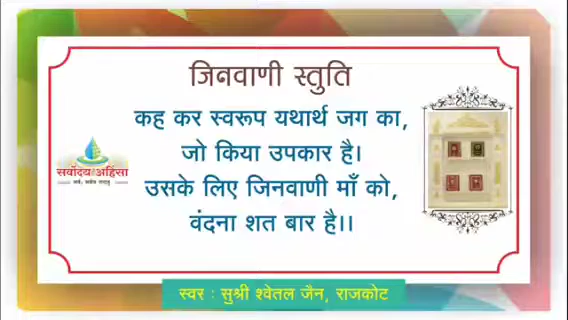 जिनवाणी स्तुति
कह कर स्वरूप यथार्थ जग का,
जो किया उपकार है।
उसके लिए जिनवाणी माँ को,
वंदना शत बार है।।
सर्वोदय अहिंसा
स्वर : सुश्री श्वेतल जैन, राजकोट